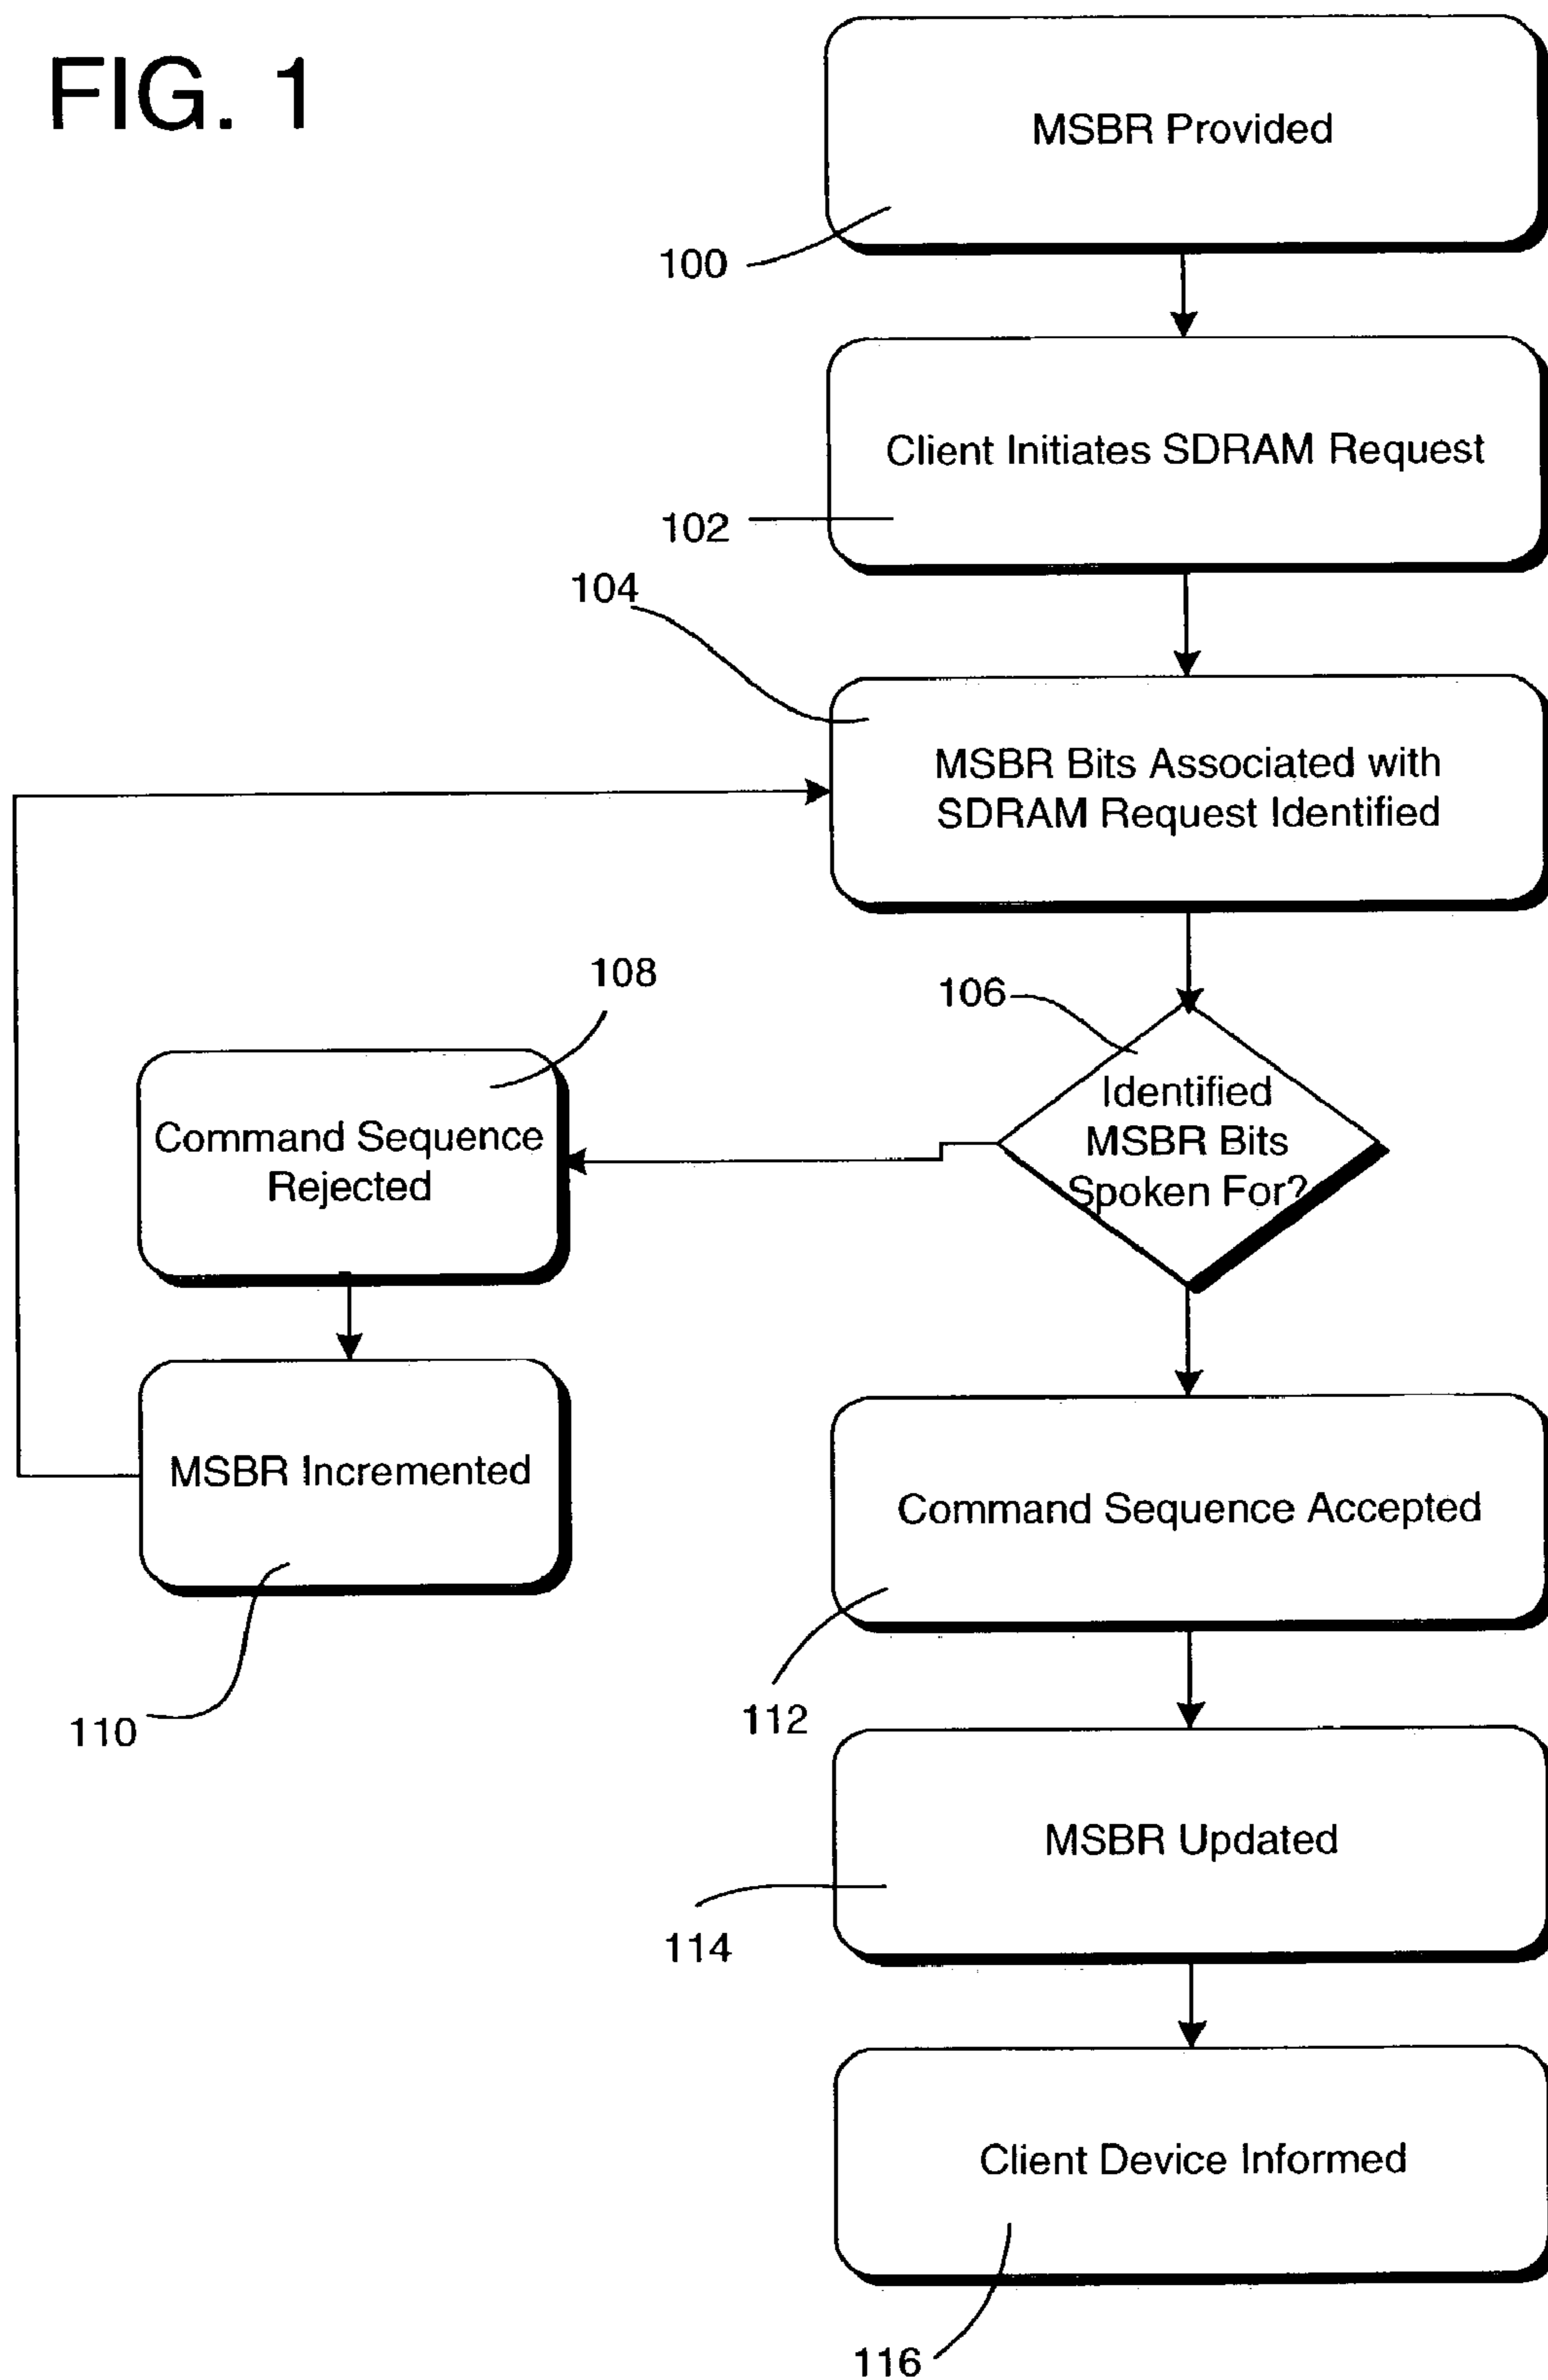 FIG. 1
MSBR Provided
100
Client Initiates SDRAM Request
102
104
MSBR Bits Associated with
SDRAM Request Identified
106
Identified
MSBR Bits
Spoken For?
108
Command Sequence
Rejected
MSBR Incremented
110
Command Sequence Accepted
112
MSBR Updated
114
Client Device Informed
116